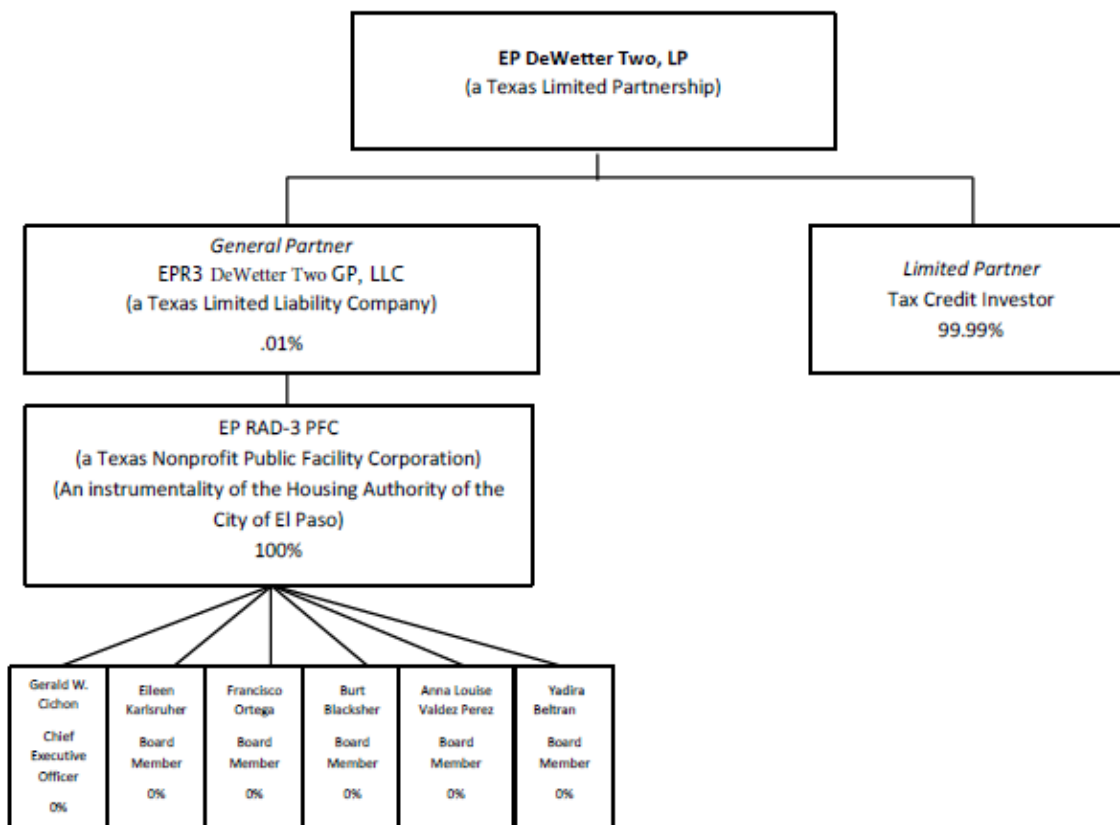 EP DeWetter Two, LP
(a Texas Limited Partnership)
General Partner
EPR3 DeWetter Two GP, LLC
(a Texas Limited Liability Company)
.01%
Limited Partner
Tax Credit Investor
99.99%
EP RAD-3 PFC
(a Texas Nonprofit Public Facility Corporation)
(An instrumentality of the Housing Authority of the
City of El Paso)
100%
Gerald W.
Cichon
Chief
Executive
Officer
0%
Eileen
Karlsruher
Board
Member
0%
Francisco
Ortega
Board
Member
0%
Burt
Blacksher
Board
Member
0%
Anna Louise
Valdez Perez
Board
Member
0%
Yadira
Beltran
Board
Member
0%